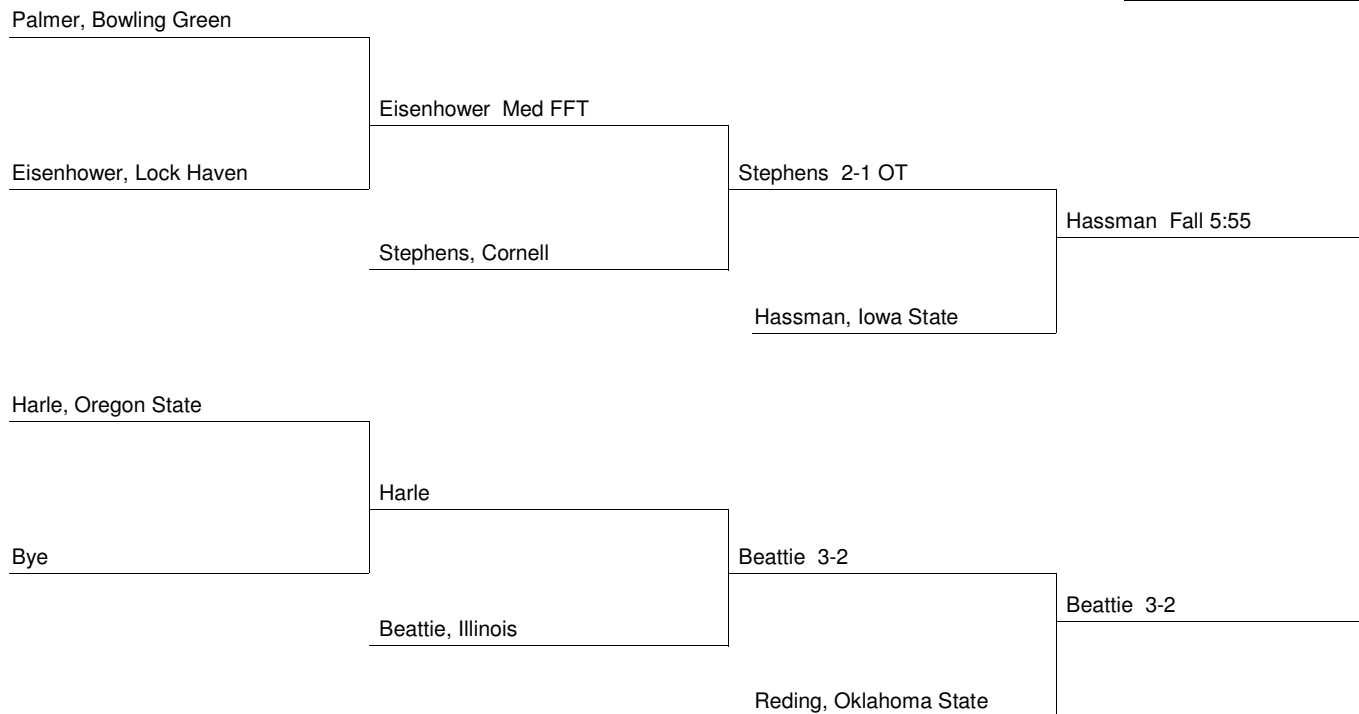 Palmer, Bowling Green
Eisenhower  Med FFT
Eisenhower, Lock Haven
Stephens  2-1 OT
Hassman  Fall 5:55
Stephens, Cornell
Hassman, Iowa State
Harle, Oregon State
Harle
Bye
Beattie  3-2
Beattie  3-2
Beattie, Illinois
Reding, Oklahoma State